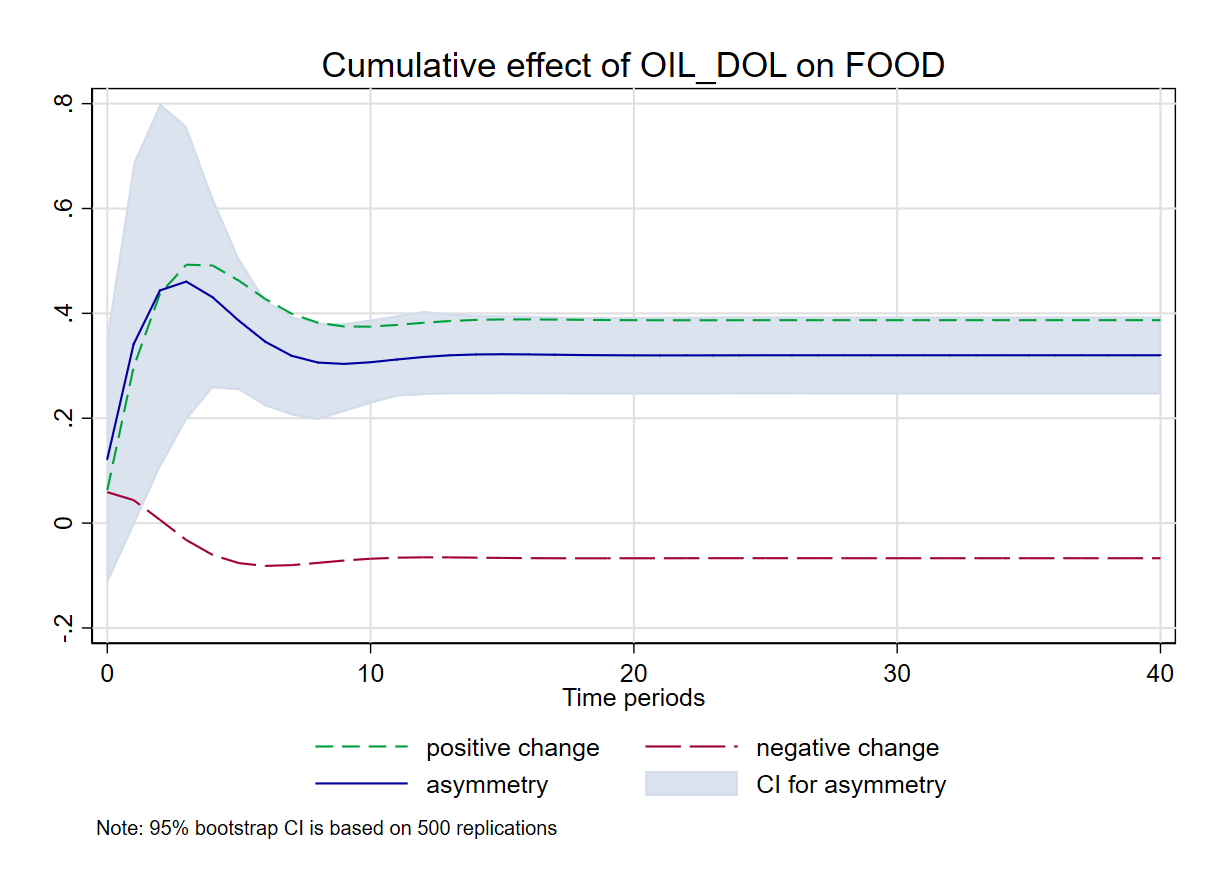 Cumulative effect of OIL_DOL on FOOD
.8
.6
.4
.2
0
-.2
0 10 20 30 40
Time periods
positive change negative change
asymmetry CI for asymmetry
Note: 95% bootstrap CI is based on 500 replications